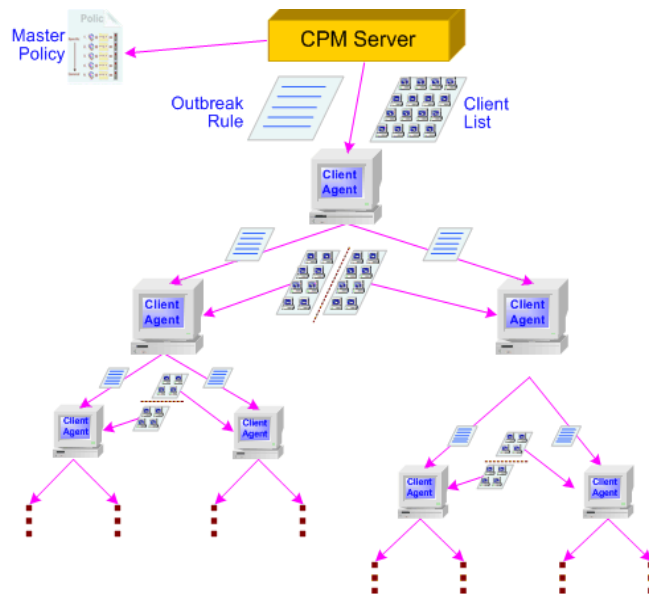 Polic
Master
Policy
CPM Server
Outbreak
Rule
Client
List
Client
Agent
Client
Agent
Client
Agent
Client
Agent
Client
Agent
Client
Agent
Client
Agent